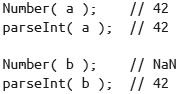 Number( a );    // 42
parseInt( a );  // 42

Number( b );    // NaN
parseInt( b );  // 42